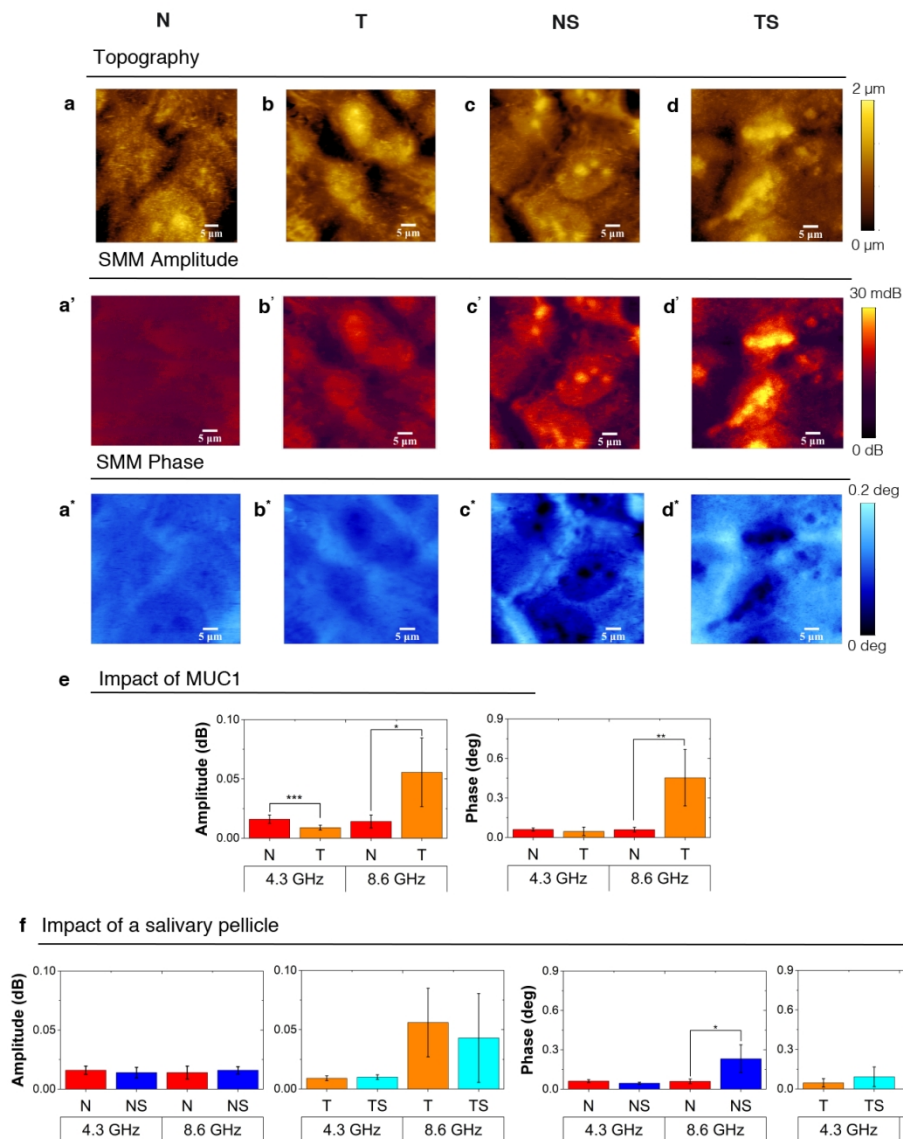 N T NS TS
Topography
a b c d 2 µm
5 µm 5 µm 5 µm 5 µm
0 µm
SMM Amplitude
a' b' c' d' 30 mdB
5 µm 5 µm 5 µm 5 µm
0 dB
SMM Phase
a* b* c* d* 0.2 deg
5 µm 5 µm 5 µm 5 µm
0 deg
e Impact of MUC1
Amplitude (dB)
0.10
0.05
0.00
***
*
N T N T
4.3 GHz 8.6 GHz
Phase (deg)
0.9
0.6
0.3
0.0
**
N T N T
4.3 GHz 8.6 GHz
f Impact of a salivary pellicle
Amplitude (dB)
0.10
0.05
0.00
N NS N NS
4.3 GHz 8.6 GHz
0.10
0.05
0.00
T TS T TS
4.3 GHz 8.6 GHz
Phase (deg)
0.9
0.6
0.3
0.0
*
N NS N NS
4.3 GHz 8.6 GHz
0.9
0.6
0.3
0.0
T TS
4.3 GHz